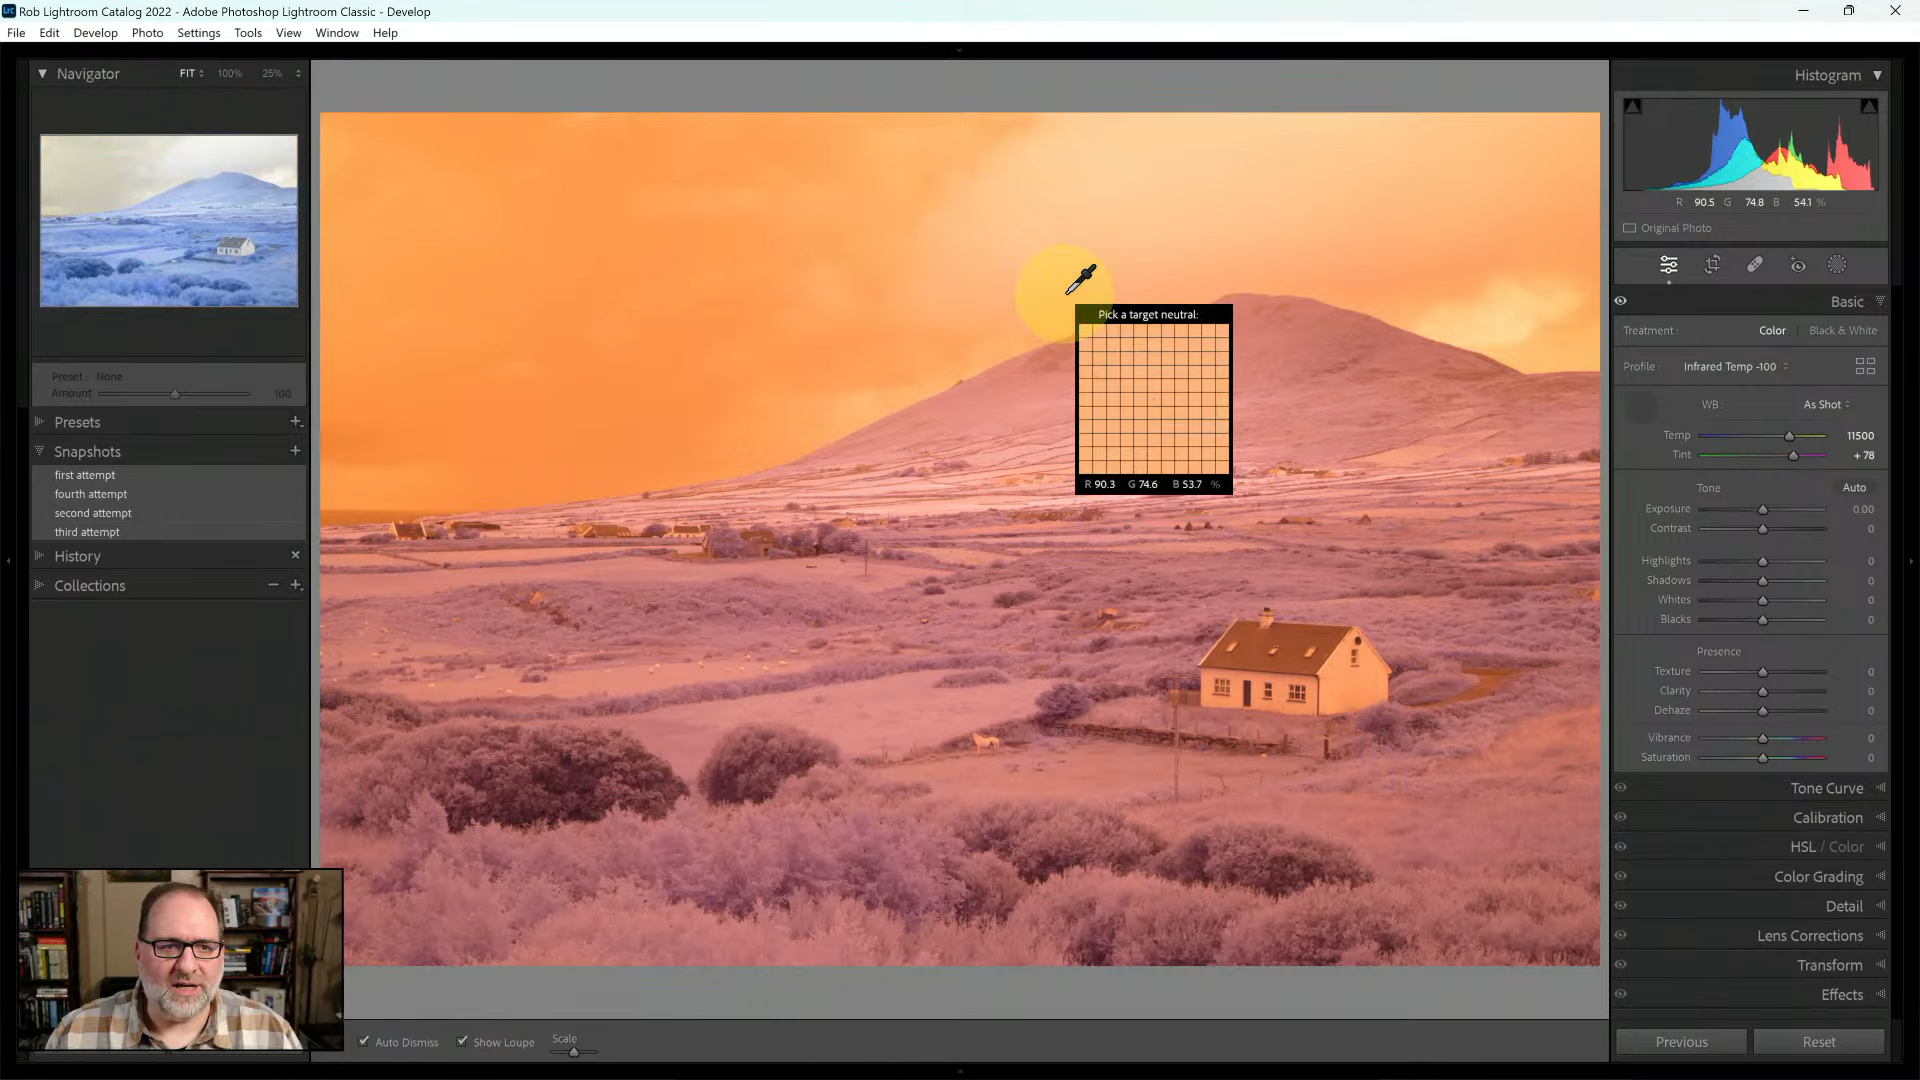 Rob Lightroom Catalog 2022 - Adobe Photoshop Lightroom Classic - Develop
File Edit Develop Photo Settings Tools View Window Help
Navigator FIT 100% 25%
Preset: None
Amount 100
Presets
Snapshots
first attempt
fourth attempt
second attempt
third attempt
History
Collections
Pick a target neutral:
R 90.3 G 74.6 B 53.7 %
Auto Dismiss Show Loupe Scale
Histogram
R 90.5 G 74.8 B 54.1 %
Original Photo
Basic
Treatment : Color | Black & White
Profile : Infrared Temp -100
WB : As Shot
Temp 11500
Tint + 78
Tone Auto
Exposure 0.00
Contrast 0
Highlights 0
Shadows 0
Whites 0
Blacks 0
Presence
Texture 0
Clarity 0
Dehaze 0
Vibrance 0
Saturation 0
Tone Curve
Calibration
HSL / Color
Color Grading
Detail
Lens Corrections
Transform
Effects
Previous Reset